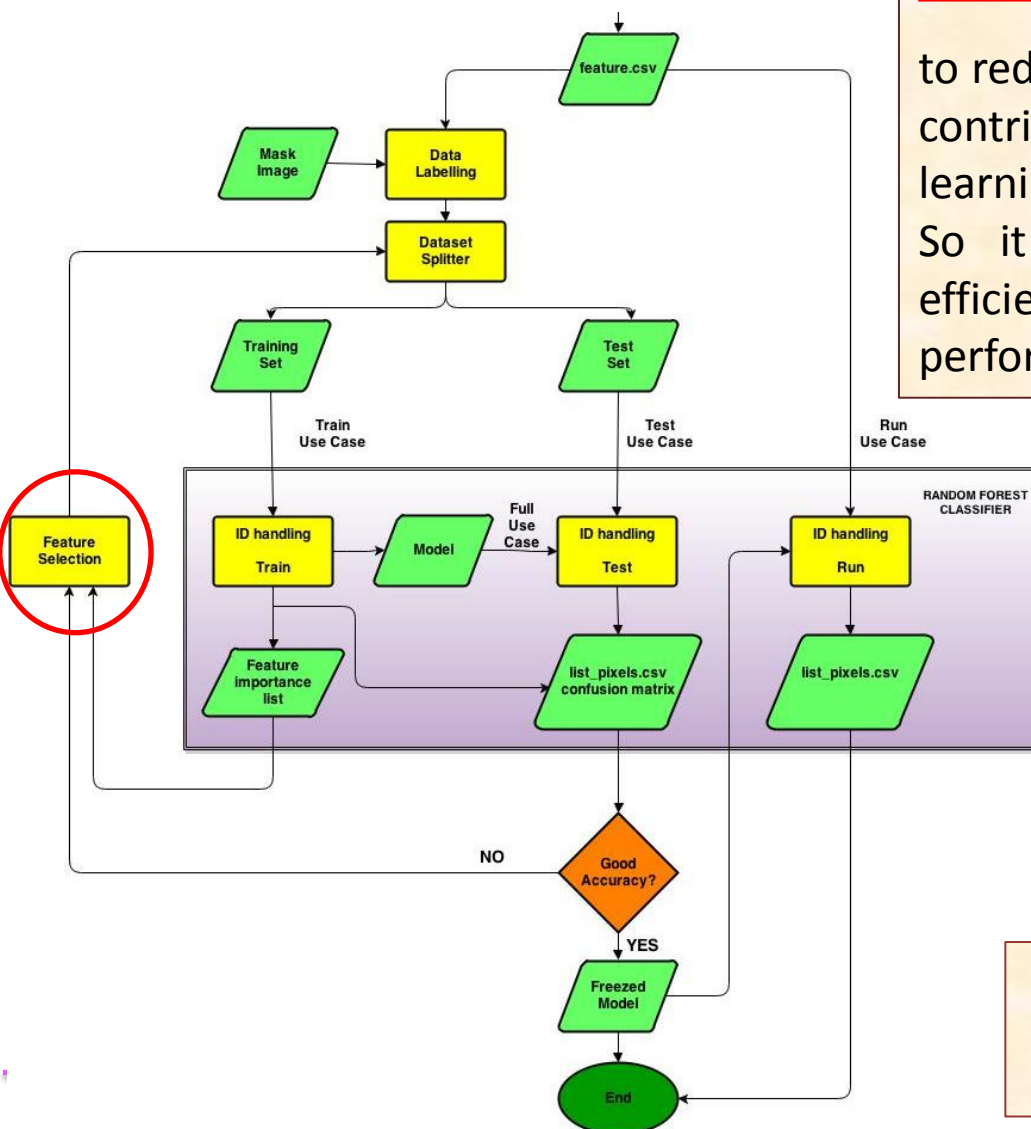 feature.csv
Mask
Image
Data
Labelling
Dataset
Splitter
Training
Set
Test
Set
Train
Use Case
Test
Use Case
Run
Use Case
RANDOM FOREST
CLASSIFIER
Feature
Selection
ID handling
Train
Model
Full
Use
Case
ID handling
Test
ID handling
Run
Feature
importance
list
list_pixels.csv
confusion matrix
list_pixels.csv
Good
Accuracy?
NO
YES
Freezed
Model
End
to red
contri
learni
So it
efficie
perfor